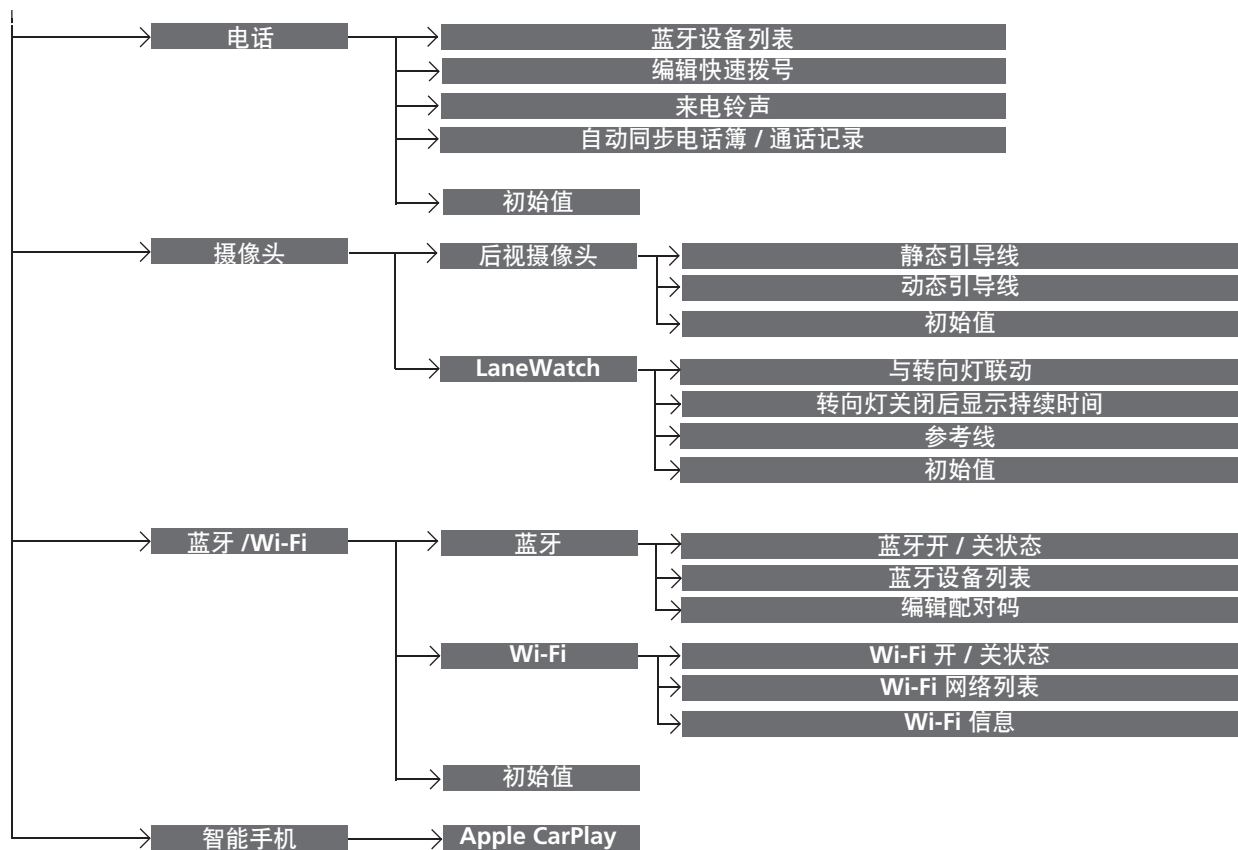 电话
蓝牙设备列表
编辑快速拨号
来电铃声
自动同步电话簿 / 通话记录
初始值
摄像头
后视摄像头
静态引导线
动态引导线
初始值
LaneWatch
与转向灯联动
转向灯关闭后显示持续时间
参考线
初始值
蓝牙 /Wi-Fi
蓝牙
蓝牙开 / 关状态
蓝牙设备列表
编辑配对码
Wi-Fi
Wi-Fi 开 / 关状态
Wi-Fi 网络列表
Wi-Fi 信息
初始值
智能手机
Apple CarPlay